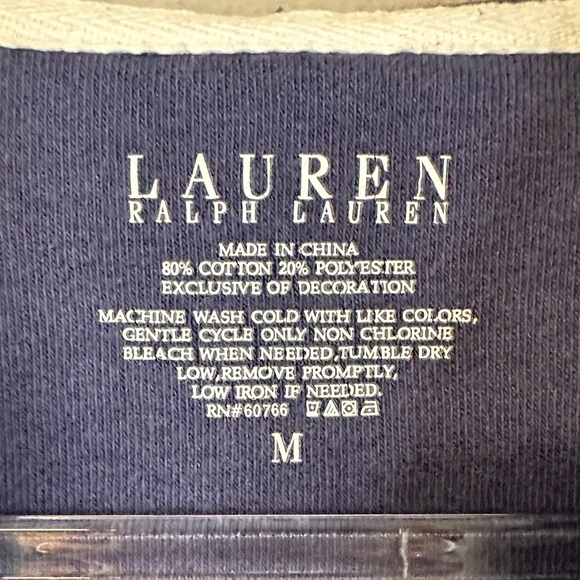 LAUREN
RALPH LAUREN
MADE IN CHINA
80% COTTON 20% POLYESTER
EXCLUSIVE OF DECORATION
MACHINE WASH COLD WITH LIKE COLORS,
GENTLE CYCLE ONLY NON CHLORINE
BLEACH WHEN NEEDED,TUMBLE DRY
LOW,REMOVE PROMPTLY,
LOW IRON IF NEEDED.
RN#60766
M